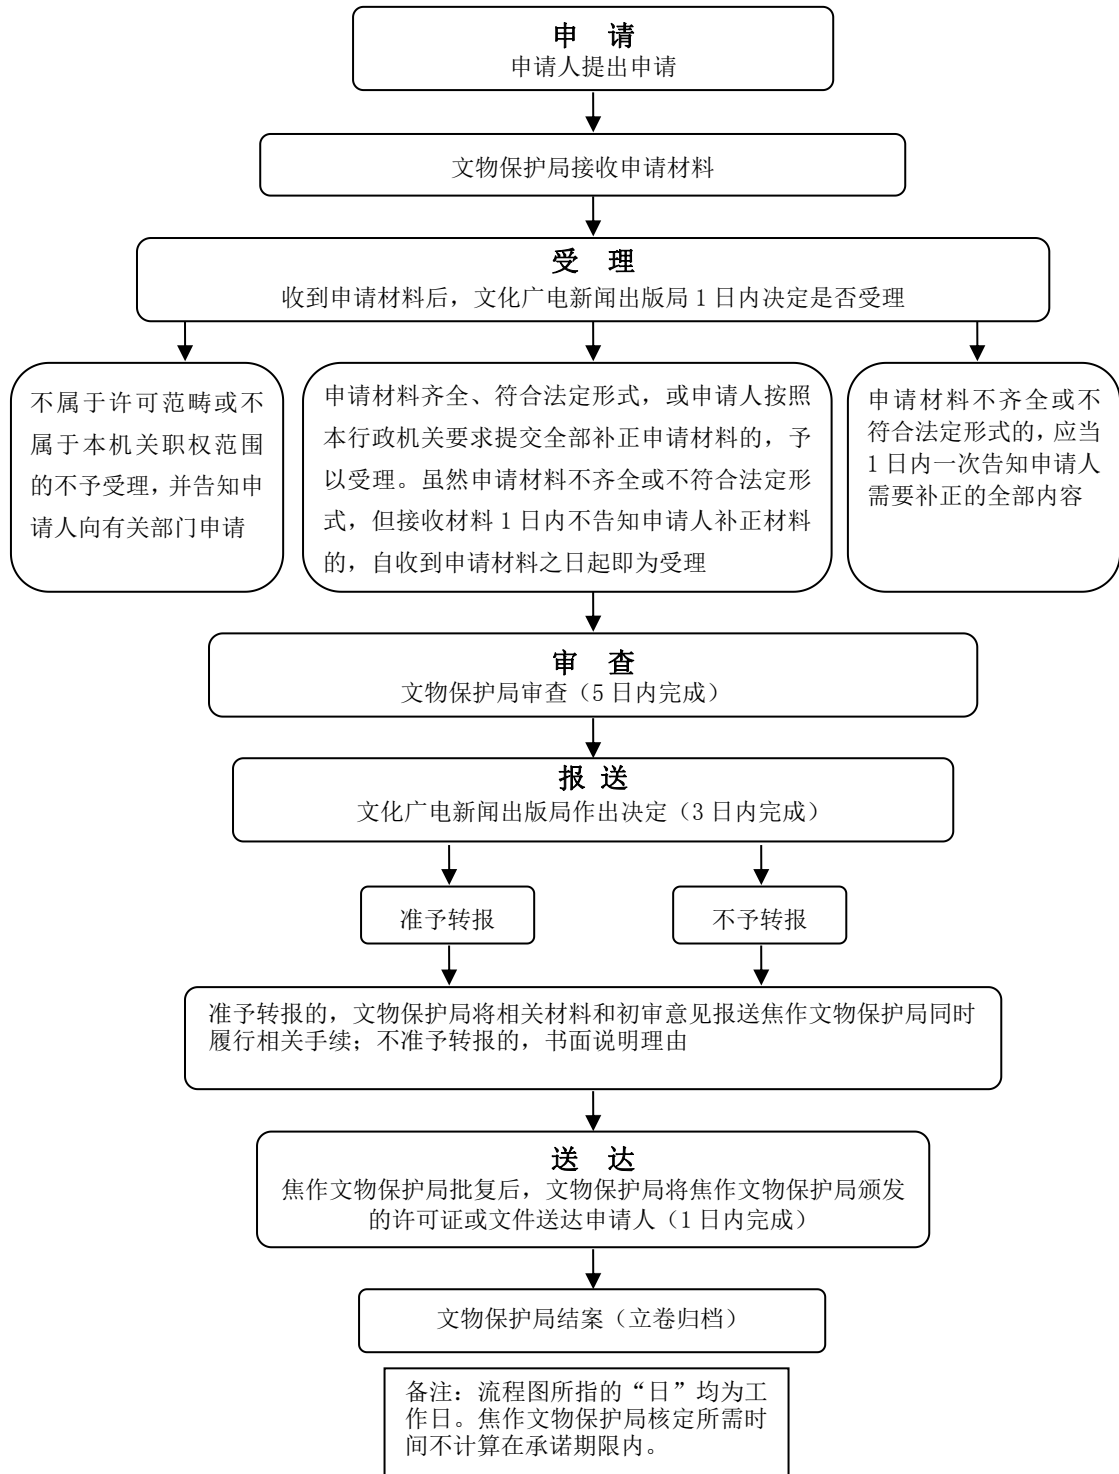 申 请
申请人提出申请
文物保护局接收申请材料
受 理
收到申请材料后，文化广电新闻出版局 1 日内决定是否受理
不属于许可范畴或不
属于本机关职权范围
的不予受理，并告知申
请人向有关部门申请
申请材料齐全、符合法定形式，或申请人按照
本行政机关要求提交全部补正申请材料的，予
以受理。虽然申请材料不齐全或不符合法定形
式，但接收材料 1 日内不告知申请人补正材料
的，自收到申请材料之日起即为受理
申请材料不齐全或不
符合法定形式的，应当
1 日内一次告知申请人
需要补正的全部内容
审 查
文物保护局审查（5 日内完成）
报 送
文化广电新闻出版局作出决定（3 日内完成）
准予转报
不予转报
准予转报的，文物保护局将相关材料和初审意见报送焦作文物保护局同时
履行相关手续；不准予转报的，书面说明理由
送 达
焦作文物保护局批复后，文物保护局将焦作文物保护局颁发
的许可证或文件送达申请人（1 日内完成）
文物保护局结案（立卷归档）
备注：流程图所指的“日”均为工
作日。焦作文物保护局核定所需时
间不计算在承诺期限内。